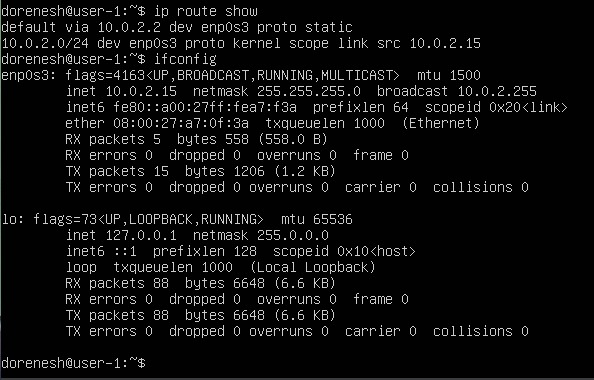 dorenesh@user-1:~$ ip route show
default via 10.0.2.2 dev enp0s3 proto static
10.0.2.0/24 dev enp0s3 proto kernel scope link src 10.0.2.15
dorenesh@user-1:~$ ifconfig
enp0s3: flags=4163<UP,BROADCAST,RUNNING,MULTICAST>  mtu 1500
        inet 10.0.2.15  netmask 255.255.255.0  broadcast 10.0.2.255
        inet6 fe80::a00:27ff:fea7:f3a  prefixlen 64  scopeid 0x20<link>
        ether 08:00:27:a7:0f:3a  txqueuelen 1000  (Ethernet)
        RX packets 5  bytes 558 (558.0 B)
        RX errors 0  dropped 0  overruns 0  frame 0
        TX packets 15  bytes 1206 (1.2 KB)
        TX errors 0  dropped 0 overruns 0  carrier 0  collisions 0

lo: flags=73<UP,LOOPBACK,RUNNING>  mtu 65536
        inet 127.0.0.1  netmask 255.0.0.0
        inet6 ::1  prefixlen 128  scopeid 0x10<host>
        loop  txqueuelen 1000  (Local Loopback)
        RX packets 88  bytes 6648 (6.6 KB)
        RX errors 0  dropped 0  overruns 0  frame 0
        TX packets 88  bytes 6648 (6.6 KB)
        TX errors 0  dropped 0 overruns 0  carrier 0  collisions 0

dorenesh@user-1:~$